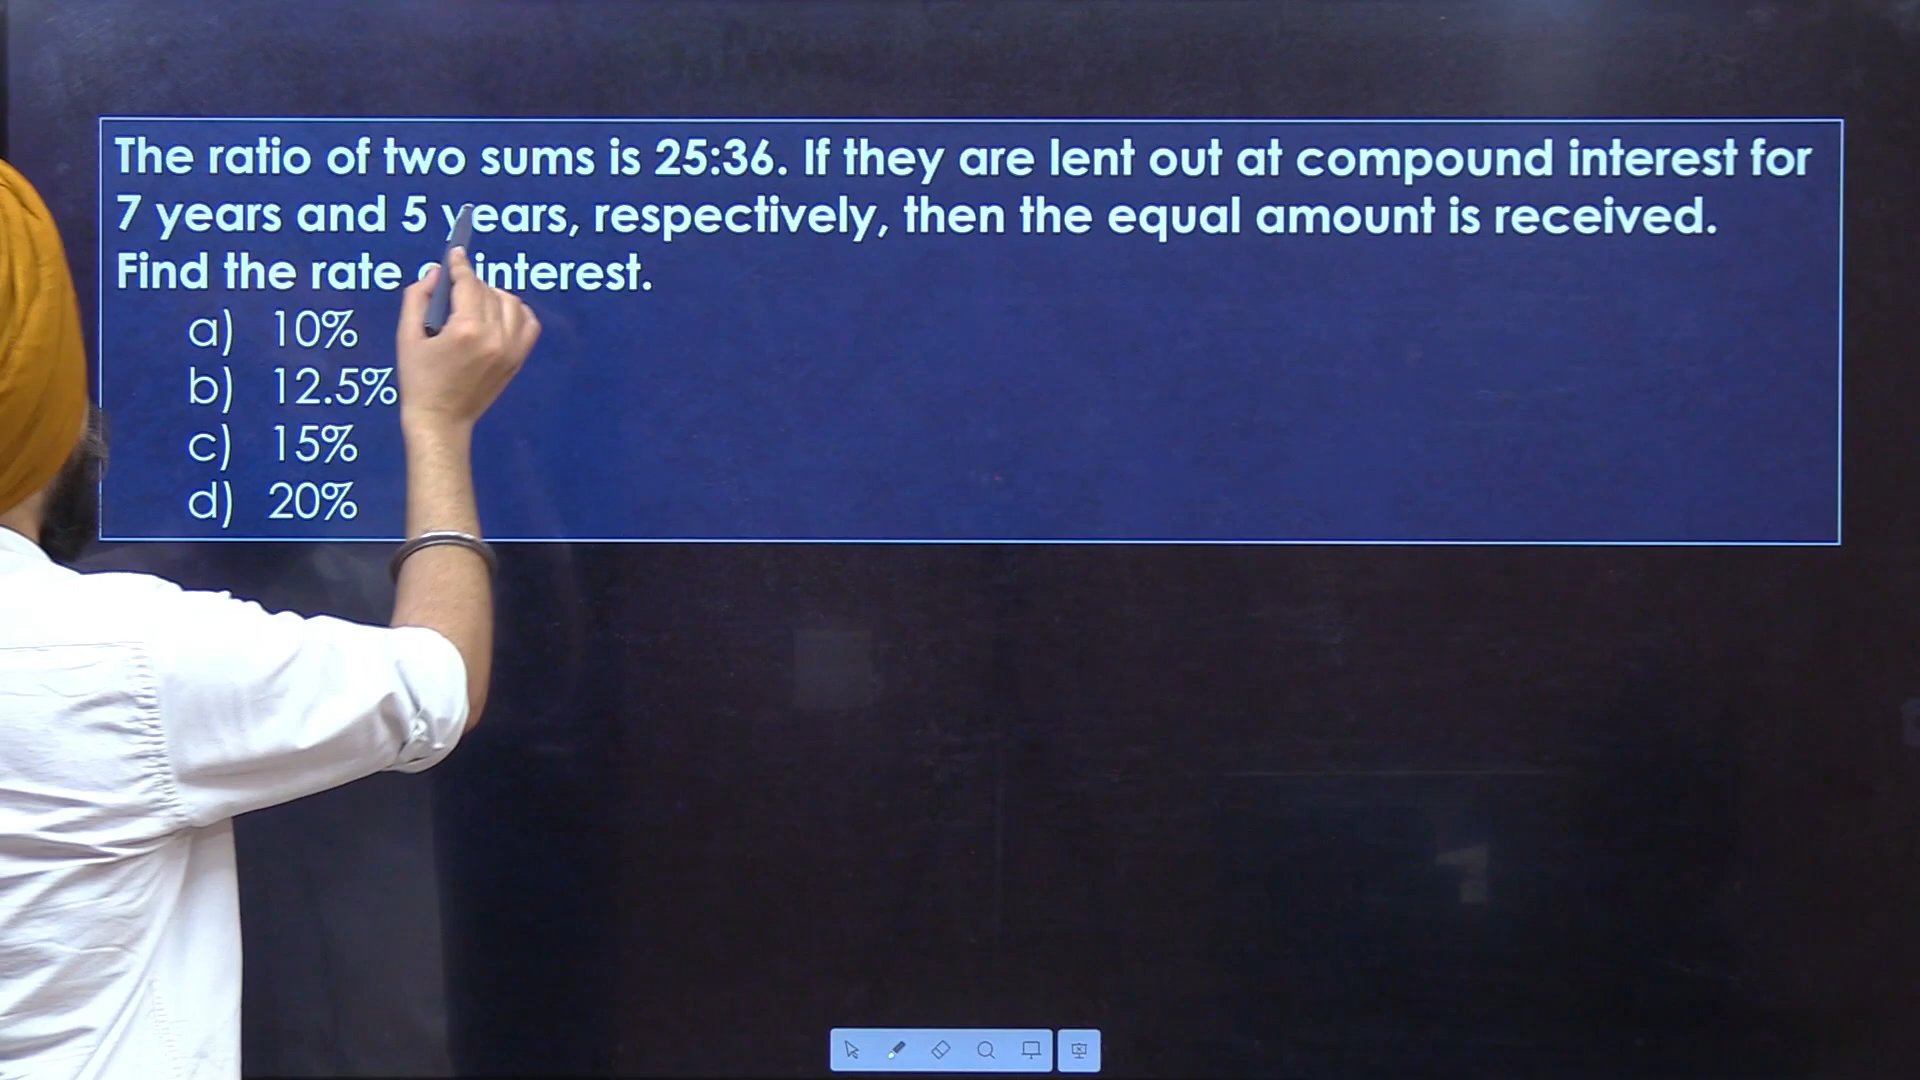 The ratio of two sums is 25:36. If they are lent out at compound interest for
7 years and 5 years, respectively, then the equal amount is received.
Find the rate interest.
a) 10%
b) 12.5%
c) 15%
d) 20%